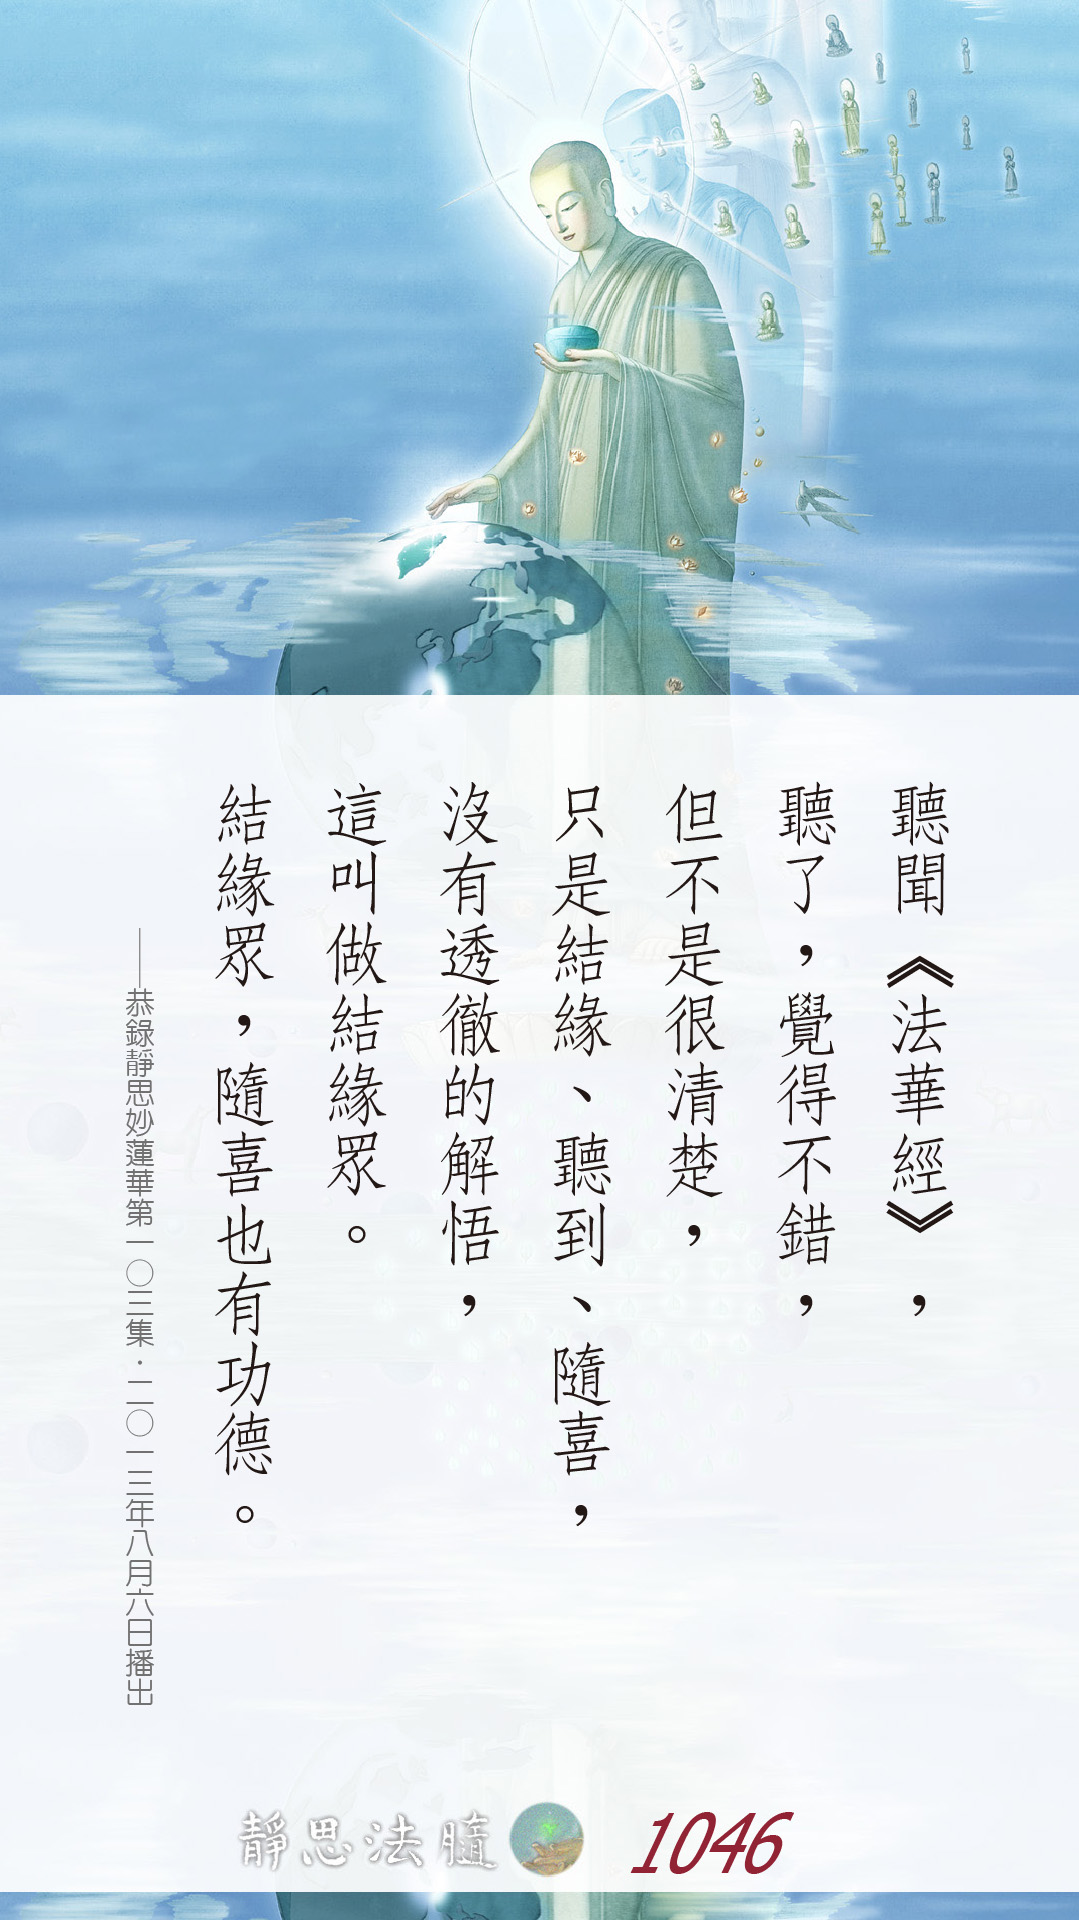 聽聞《法華經》，
聽了，覺得不錯，
但不是很清楚，
只是結緣、聽到、隨喜，
沒有透徹的解悟，
這叫做結緣眾。
結緣眾，隨喜也有功德。
——恭錄靜思妙蓮華第一〇三集．二〇一三年八月六日播出
靜思法髓
1046